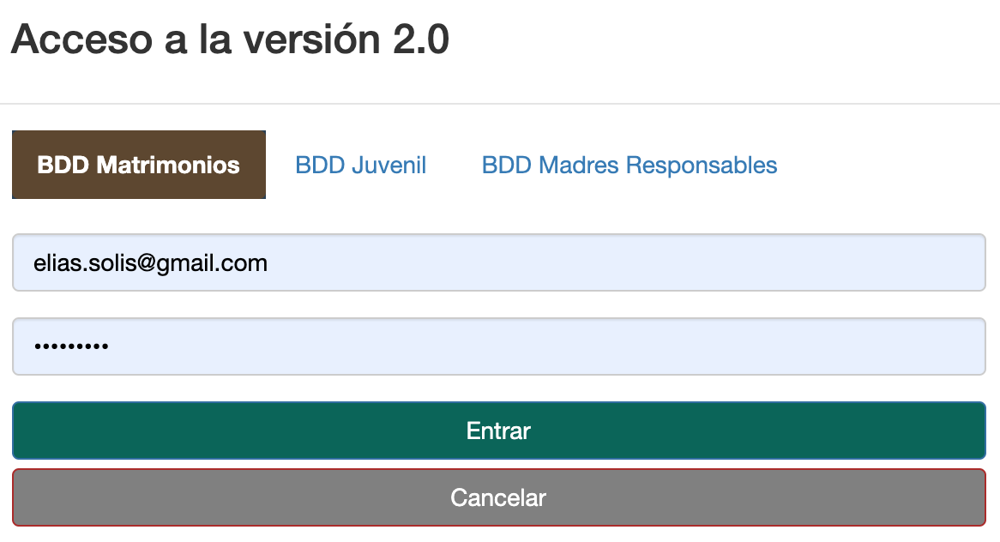 Acceso a la versión 2.0
BDD Matrimonios BDD Juvenil BDD Madres Responsables
elias.solis@gmail.com
•••••••••
Entrar
Cancelar